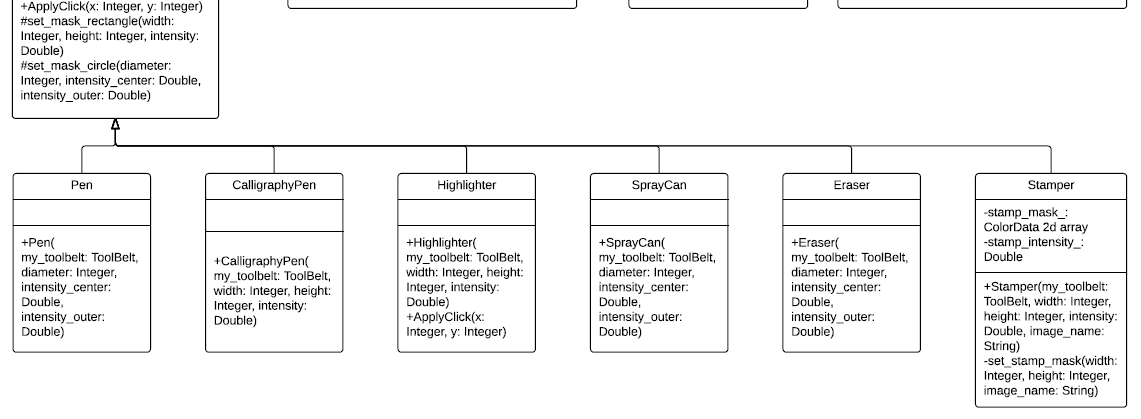 +ApplyClick(x: Integer, y: Integer)
#set_mask_rectangle(width:
Integer, height: Integer, intensity:
Double)
#set_mask_circle(diameter:
Integer, intensity_center: Double,
intensity_outer: Double)
Pen
+Pen(
my_toolbelt: ToolBelt,
diameter: Integer,
intensity_center:
Double,
intensity_outer:
Double)
CalligraphyPen
+CalligraphyPen(
my_toolbelt: ToolBelt,
width: Integer, height:
Integer, intensity:
Double)
Highlighter
+Highlighter(
my_toolbelt: ToolBelt,
width: Integer, height:
Integer, intensity:
Double)
+ApplyClick(x:
Integer, y: Integer)
SprayCan
+SprayCan(
my_toolbelt: ToolBelt,
diameter: Integer,
intensity_center:
Double,
intensity_outer:
Double)
Eraser
+Eraser(
my_toolbelt: ToolBelt,
diameter: Integer,
intensity_center:
Double,
intensity_outer:
Double)
Stamper
-stamp_mask_:
ColorData 2d array
-stamp_intensity_:
Double
+Stamper(my_toolbelt:
ToolBelt, width: Integer,
height: Integer, intensity:
Double, image_name:
String)
-set_stamp_mask(width:
Integer, height: Integer,
image_name: String)